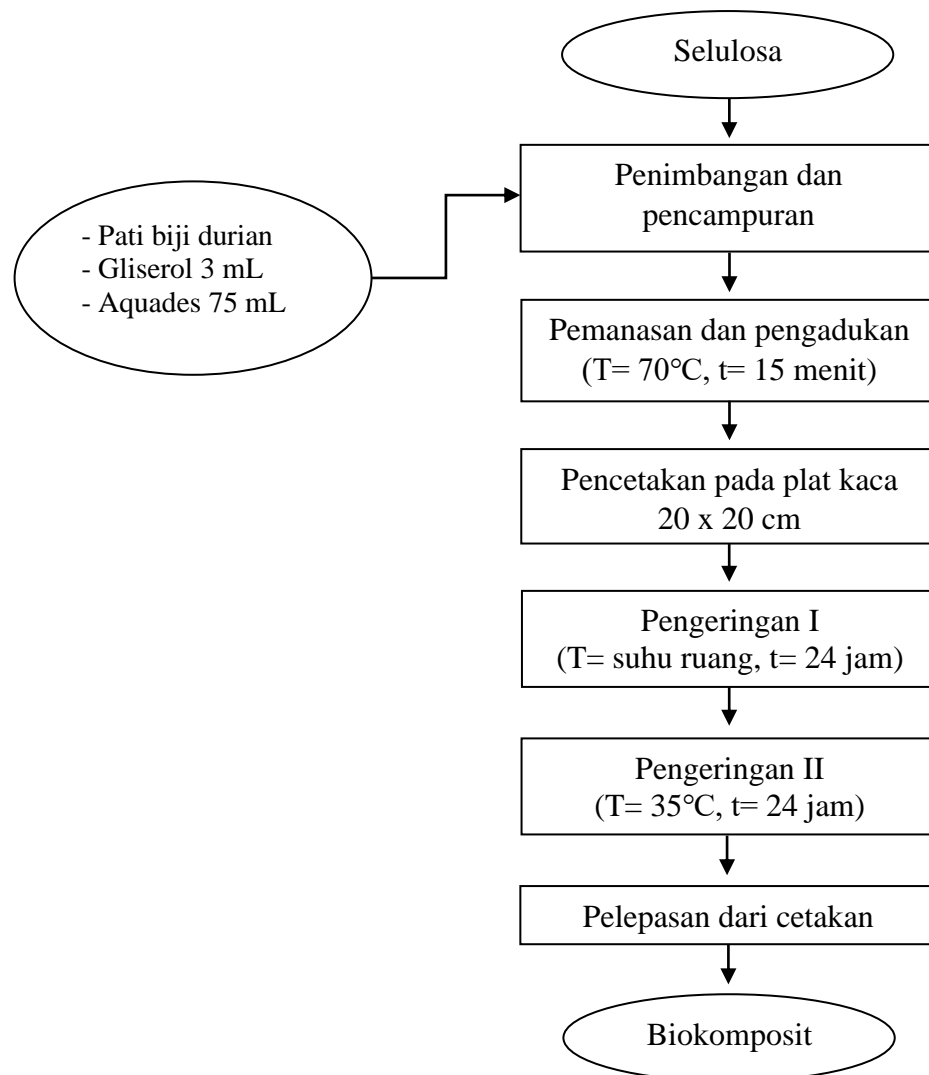 Selulosa
Penimbangan dan
pencampuran
- Pati biji durian
- Gliserol 3 mL
- Aquades 75 mL
Pemanasan dan pengadukan
(T= 70°C, t= 15 menit)
Pencetakan pada plat kaca
20 x 20 cm
Pengeringan I
(T= suhu ruang, t= 24 jam)
Pengeringan II
(T= 35°C, t= 24 jam)
Pelepasan dari cetakan
Biokomposit